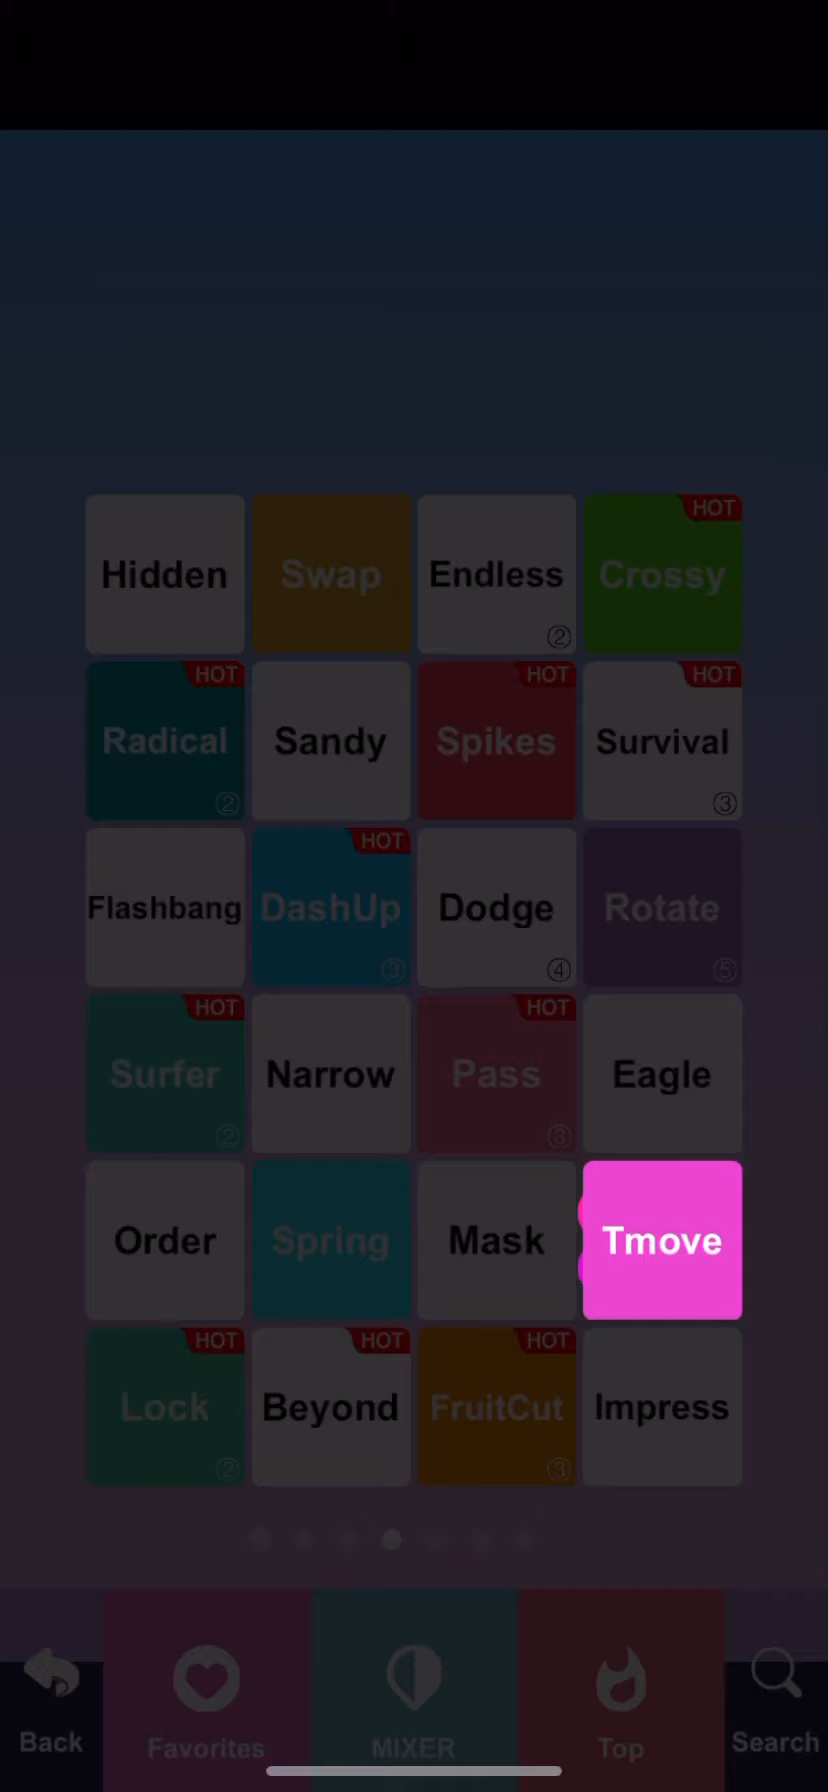 Hidden
Swap
Endless
②
HOT
Crossy
HOT
Radical
②
Sandy
HOT
Spikes
HOT
Survival
③
Flashbang
HOT
DashUp
③
Dodge
④
Rotate
⑤
HOT
Surfer
②
Narrow
HOT
Pass
③
Eagle
Order
Spring
Mask
Tmove
HOT
Lock
②
HOT
Beyond
HOT
FruitCut
③
Impress
Back
Favorites
MIXER
Top
Search